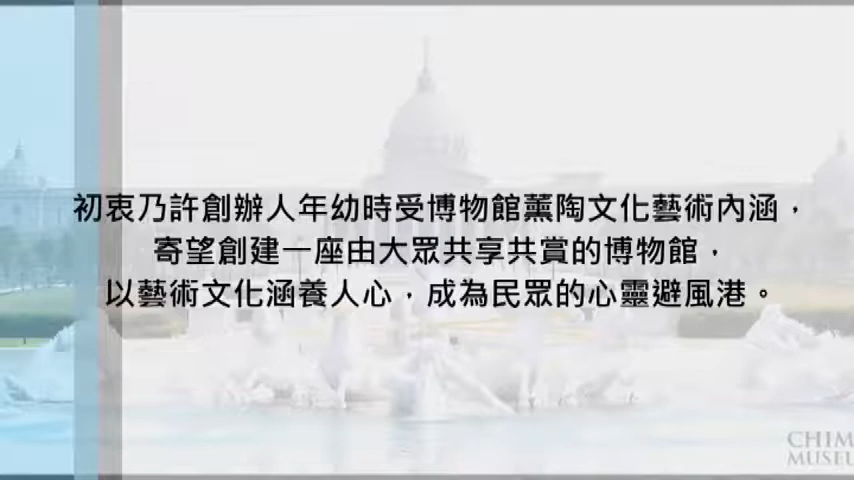 初衷乃許創辦人年幼時受博物館薰陶文化藝術內涵，
寄望創建一座由大眾共享共賞的博物館，
以藝術文化涵養人心，成為民眾的心靈避風港。
CHIM
MUSEU